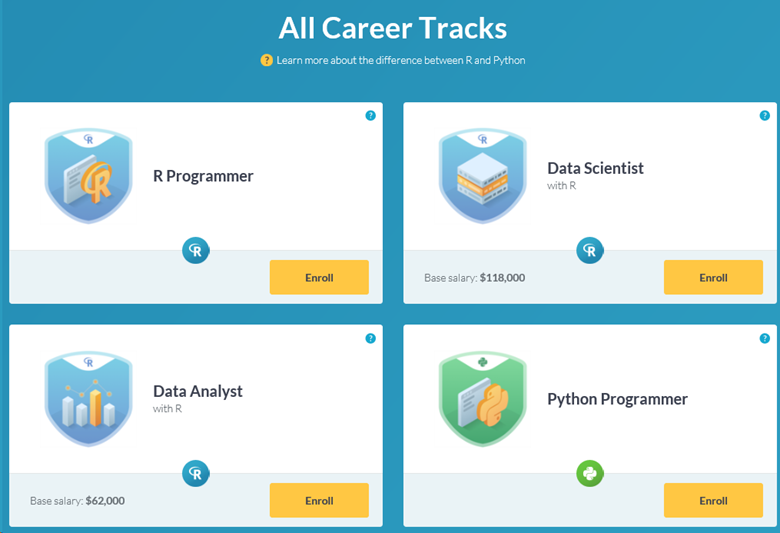 All Career Tracks
? Learn more about the difference between R and Python
?
R
R Programmer
R
Enroll
?
R
Data Scientist
with R
R
Base salary: $118,000
Enroll
?
R
Data Analyst
with R
R
Base salary: $62,000
Enroll
?
Python Programmer
Enroll